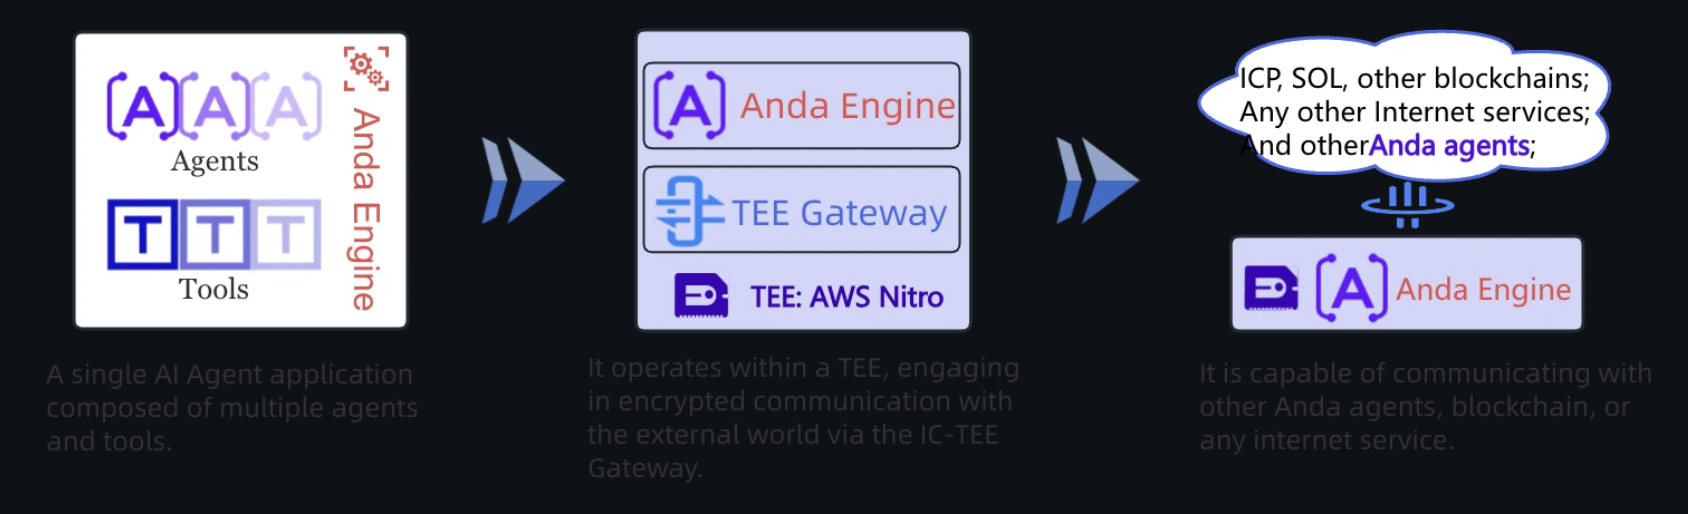 A A A
Agents
T T T
Tools
Anda Engine
A single AI Agent application
composed of multiple agents
and tools.
A Anda Engine
TEE Gateway
TEE: AWS Nitro
It operates within a TEE, engaging
in encrypted communication with
the external world via the IC-TEE
Gateway.
ICP, SOL, other blockchains;
Any other Internet services;
And otherAnda agents;
A Anda Engine
It is capable of communicating with
other Anda agents, blockchain, or
any internet service.